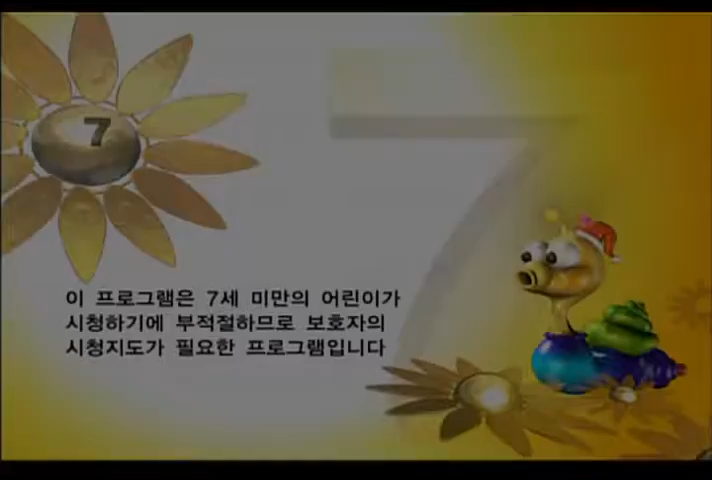 7
7
이 프로그램은 7세 미만의 어린이가
시청하기에 부적절하므로 보호자의
시청지도가 필요한 프로그램입니다